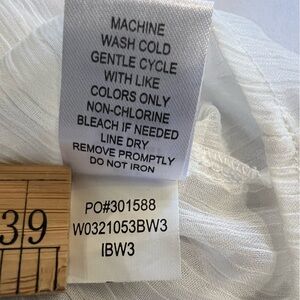 MACHINE
WASH COLD
GENTLE CYCLE
WITH LIKE
COLORS ONLY
NON-CHLORINE
BLEACH IF NEEDED
LINE DRY
REMOVE PROMPTLY
DO NOT IRON
PO#301588
W0321053BW3
IBW3
39